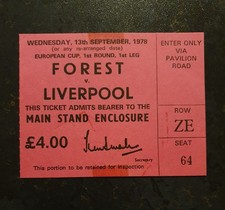 WEDNESDAY, 13th SEPTEMBER, 1978
(or any re-arranged date)
EUROPEAN CUP, 1st ROUND, 1st LEG
FOREST
v.
LIVERPOOL
THIS TICKET ADMITS BEARER TO THE
MAIN STAND ENCLOSURE
£4.00
Secretary
This portion to be retained for inspection
ENTER ONLY
VIA
PAVILION
ROAD
ROW
ZE
SEAT
64